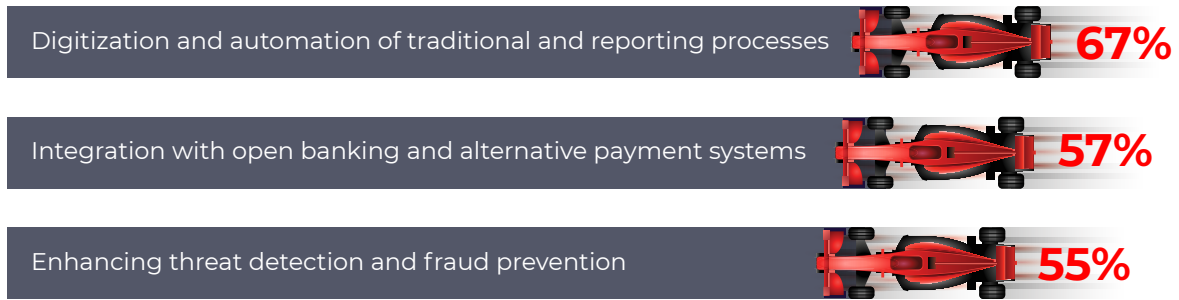 Digitization and automation of traditional and reporting processes 67%
Integration with open banking and alternative payment systems 57%
Enhancing threat detection and fraud prevention 55%